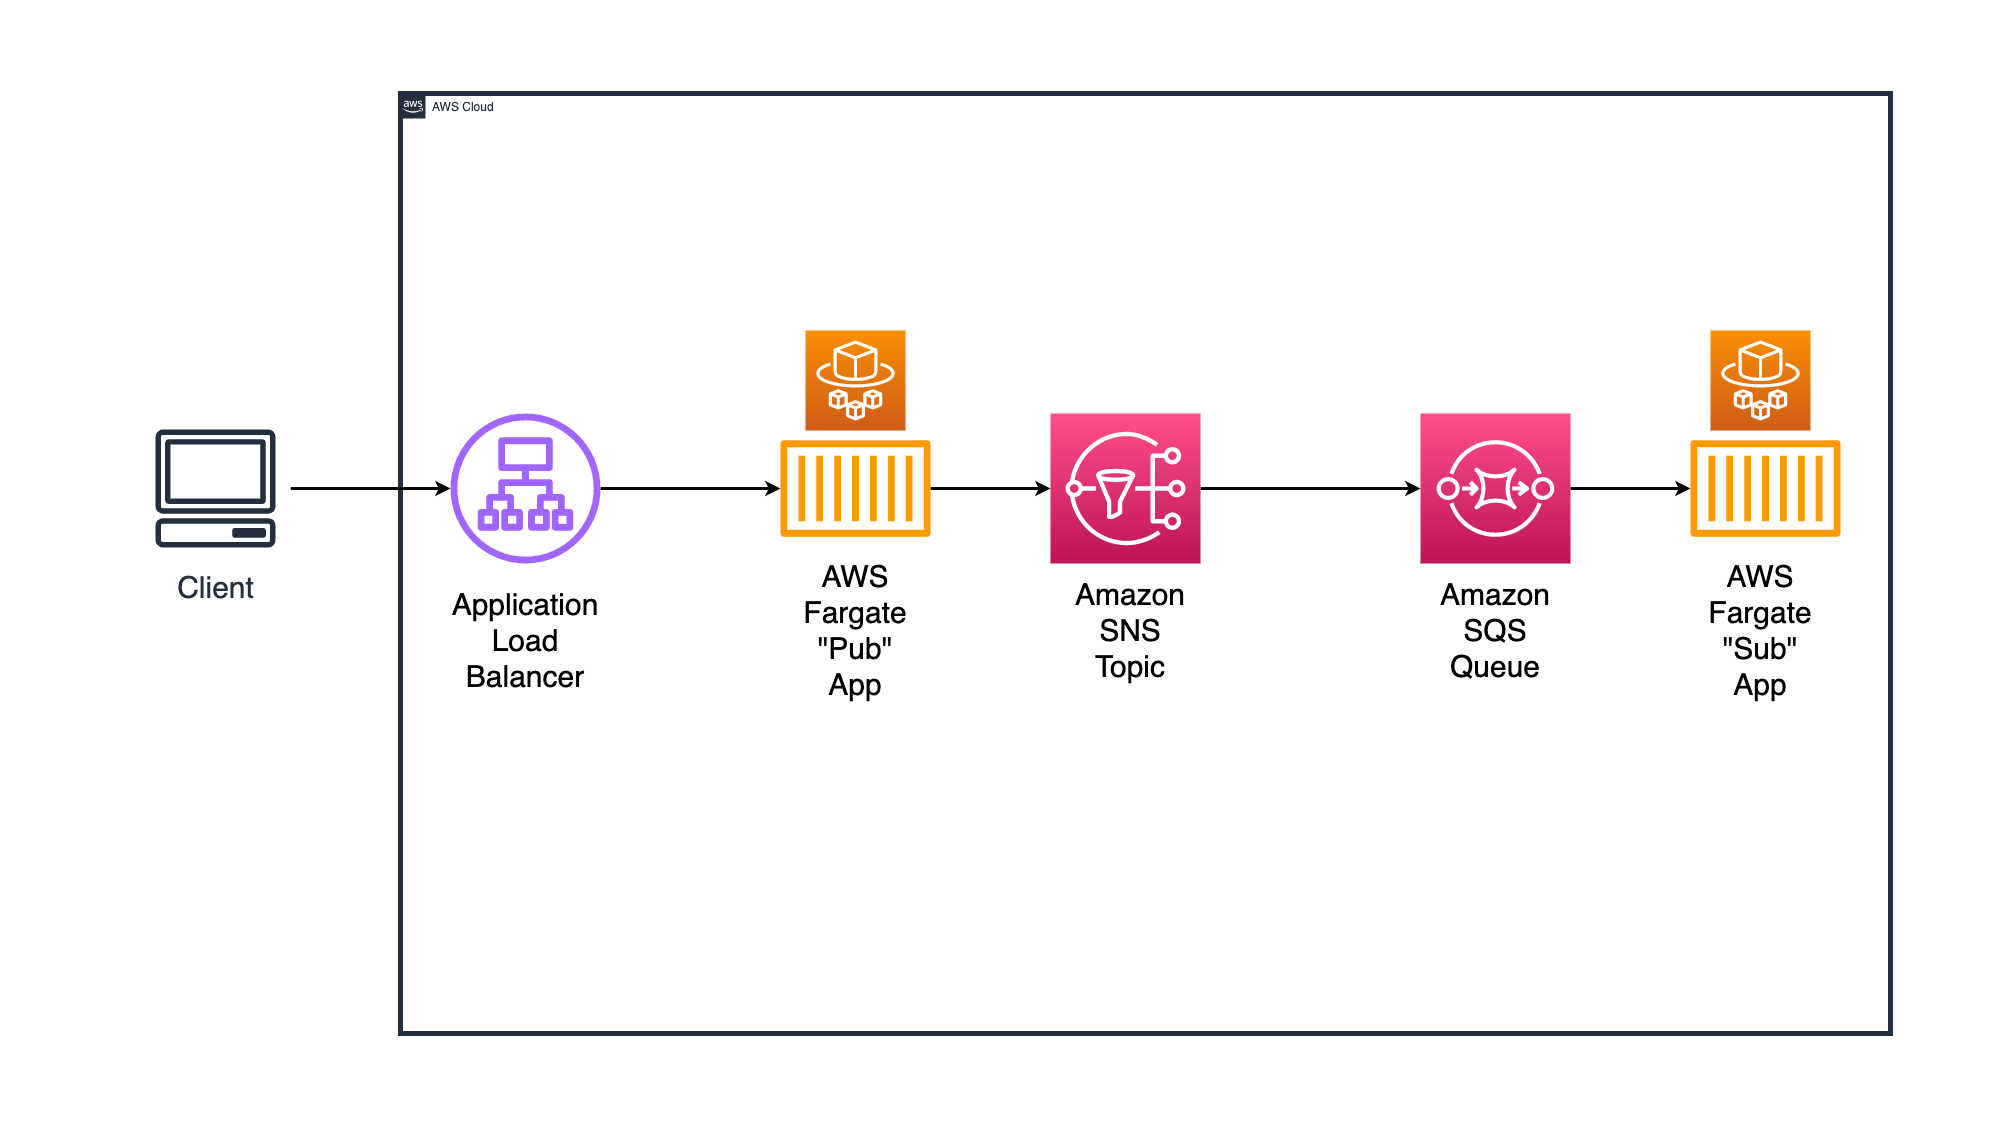 aws
AWS Cloud
Client
Application
Load
Balancer
AWS
Fargate
"Pub"
App
Amazon
SNS
Topic
Amazon
SQS
Queue
AWS
Fargate
"Sub"
App